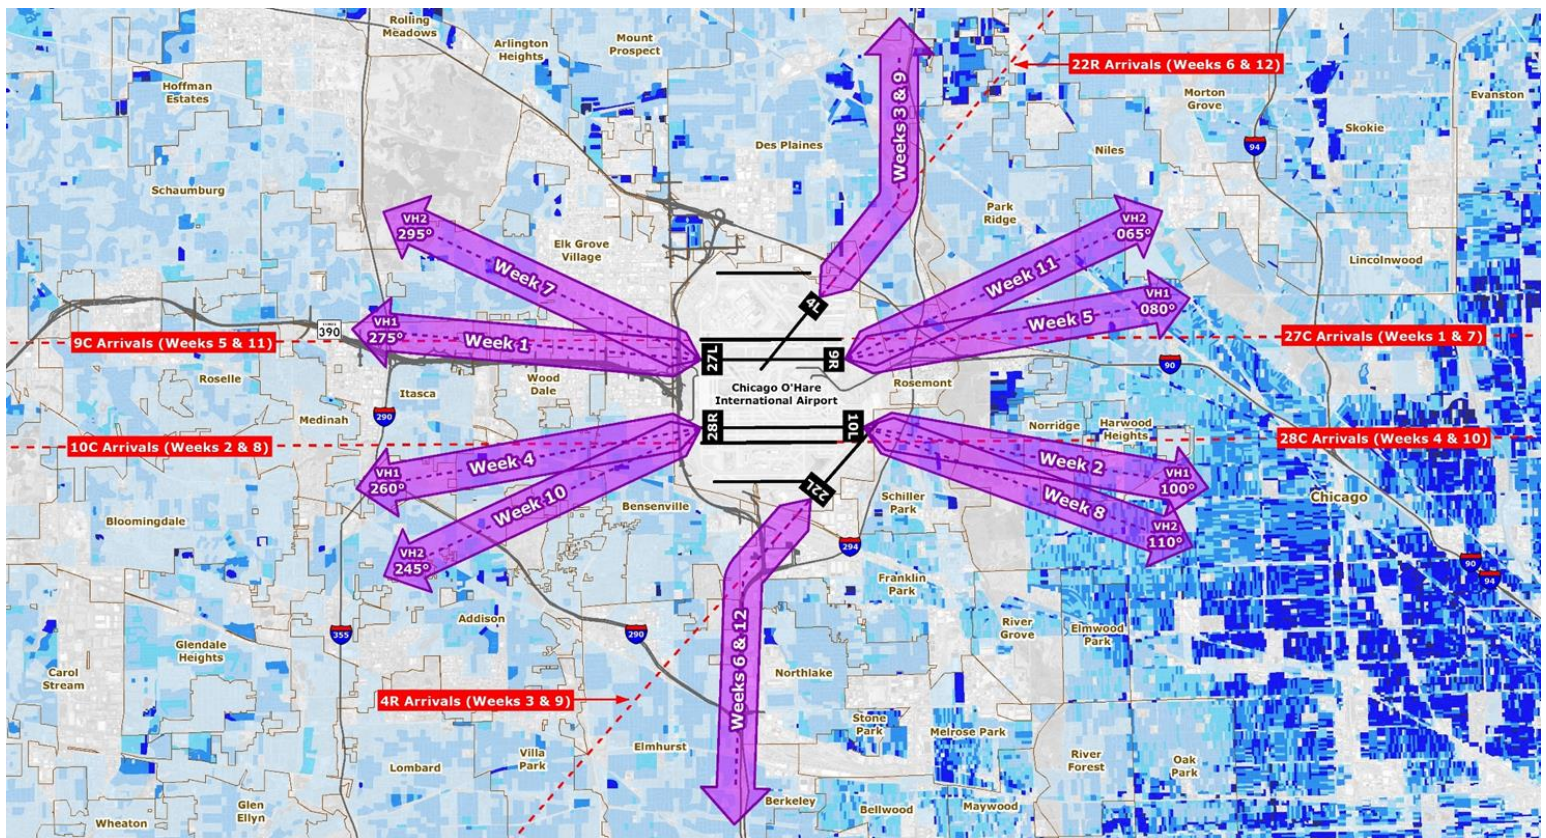 Rolling
Meadows
Arlington
Heights
Mount
Prospect
22R Arrivals (Weeks 6 & 12)
Hoffman
Estates
Morton
Grove
Evanston
Skokie
Weeks 3 & 9
Des Plaines
94
Niles
Schaumburg
Park
Ridge
VH2
295°
VH2
065°
Elk Grove
Village
Week 7
Week 11
Lincolnwood
VH1
080°
4L
VH1
275°
Week 5
ILLINOIS
390
9C Arrivals (Weeks 5 & 11)
Week 1
27C Arrivals (Weeks 1 & 7)
27L
9R
90
Roselle
Itasca
Wood
Dale
Chicago O'Hare
International Airport
Rosemont
Medinah
290
28R
10L
Norridge
Harwood
Heights
10C Arrivals (Weeks 2 & 8)
28C Arrivals (Weeks 4 & 10)
Week 4
Week 2
VH1
260°
VH1
100°
22L
Week 10
Week 8
Schiller
Park
Chicago
Bensenville
Bloomingdale
VH2
110°
VH2
245°
294
90
94
Franklin
Park
Addison
355
290
River
Grove
Elmwood
Park
Glendale
Heights
Weeks 6 & 12
Carol
Stream
Northlake
4R Arrivals (Weeks 3 & 9)
Stone
Park
Melrose Park
Elmhurst
Villa
Park
Lombard
River
Forest
Oak
Park
Glen
Ellyn
Berkeley
Bellwood
Maywood
Wheaton